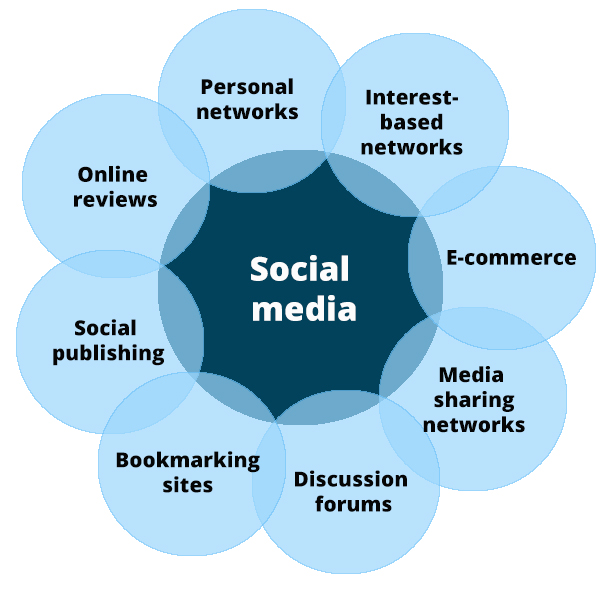 Personal
networks
Interest-
based
networks
Online
reviews
E-commerce
Social
media
Social
publishing
Media
sharing
networks
Bookmarking
sites
Discussion
forums